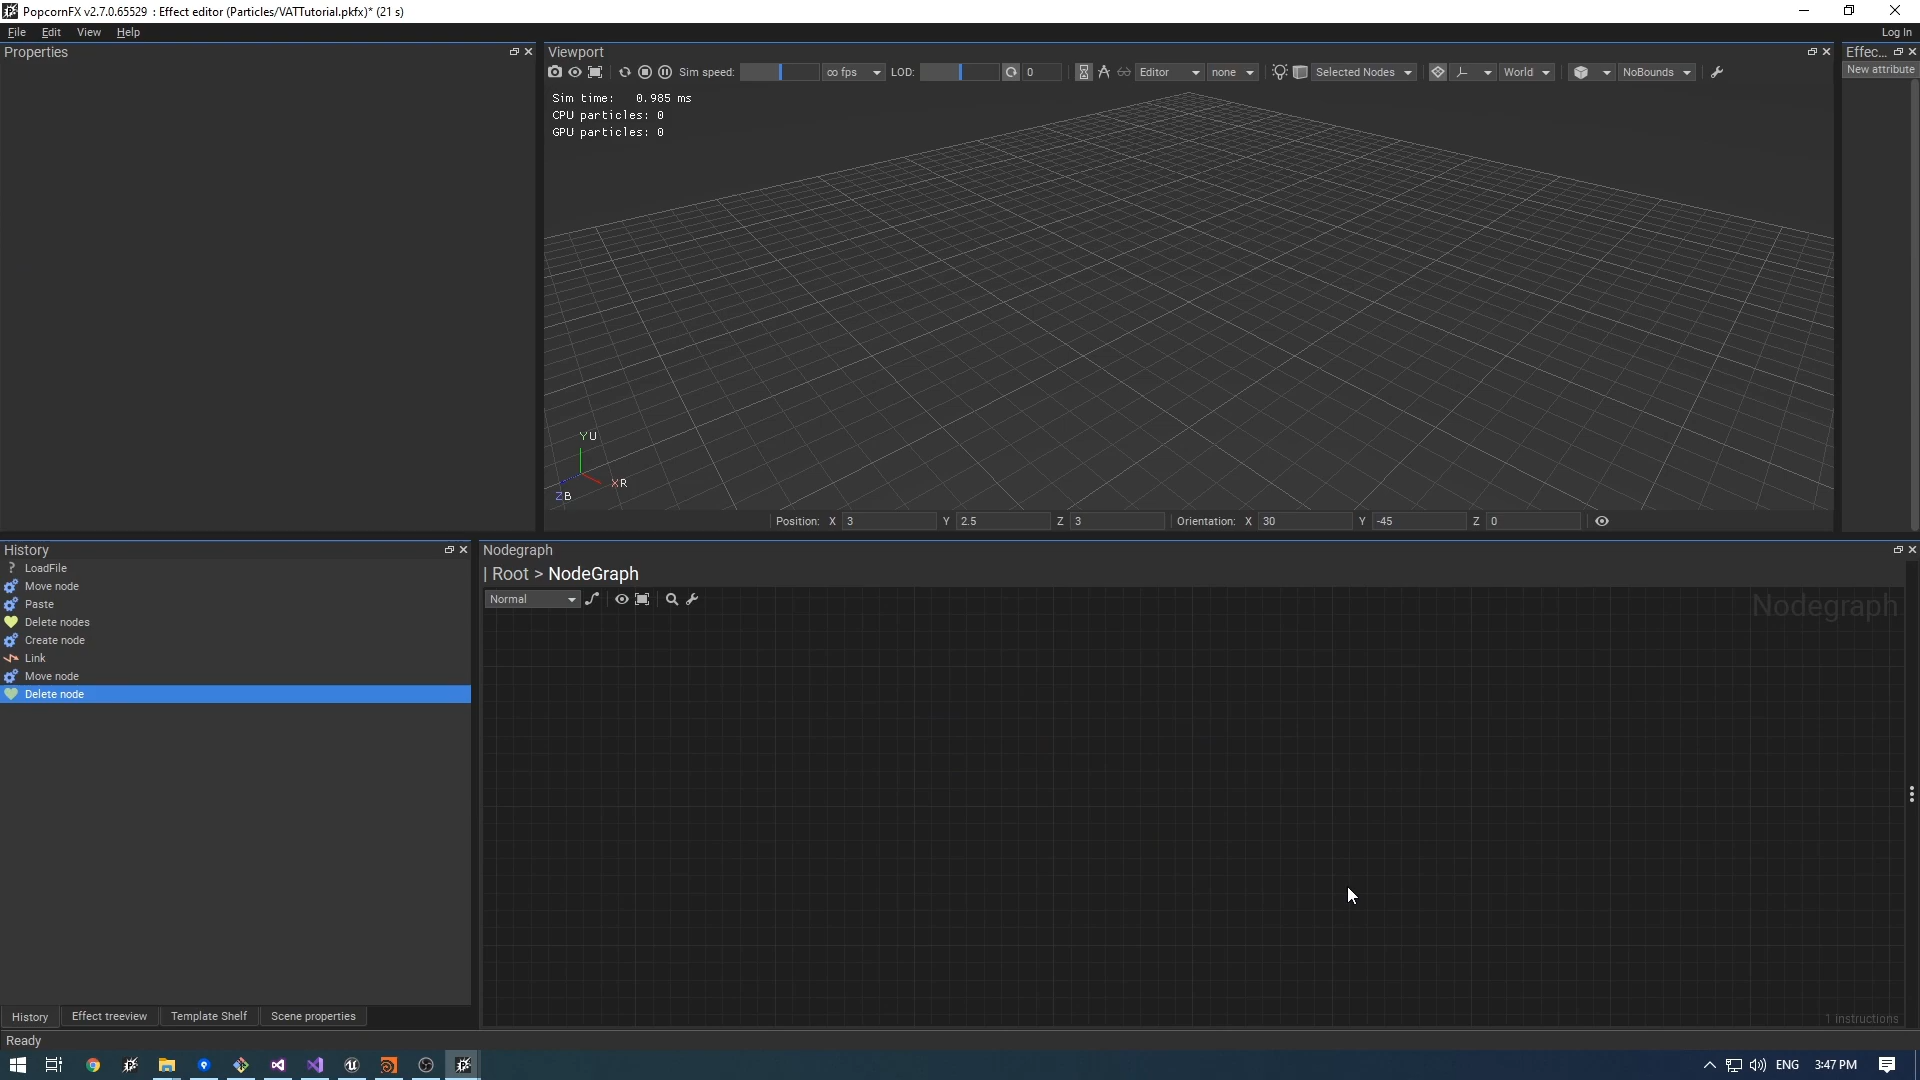 PopcornFX v2.7.0.65529 : Effect editor (Particles/VATTutorial.pkfx)* (21 s)
File Edit View Help Log In
Properties
Viewport
Effec...
Sim speed: ∞ fps LOD: 0 Editor none Selected Nodes World NoBounds
New attribute
Sim time: 0.985 ms
CPU particles: 0
GPU particles: 0
YU
XR
ZB
Position: X 3 Y 2.5 Z 3 Orientation: X 30 Y -45 Z 0
History
LoadFile
Move node
Paste
Delete nodes
Create node
Link
Move node
Delete node
Nodegraph
| Root > NodeGraph
Normal
Nodegraph
1 instructions
History Effect treeview Template Shelf Scene properties
Ready
ENG 3:47 PM